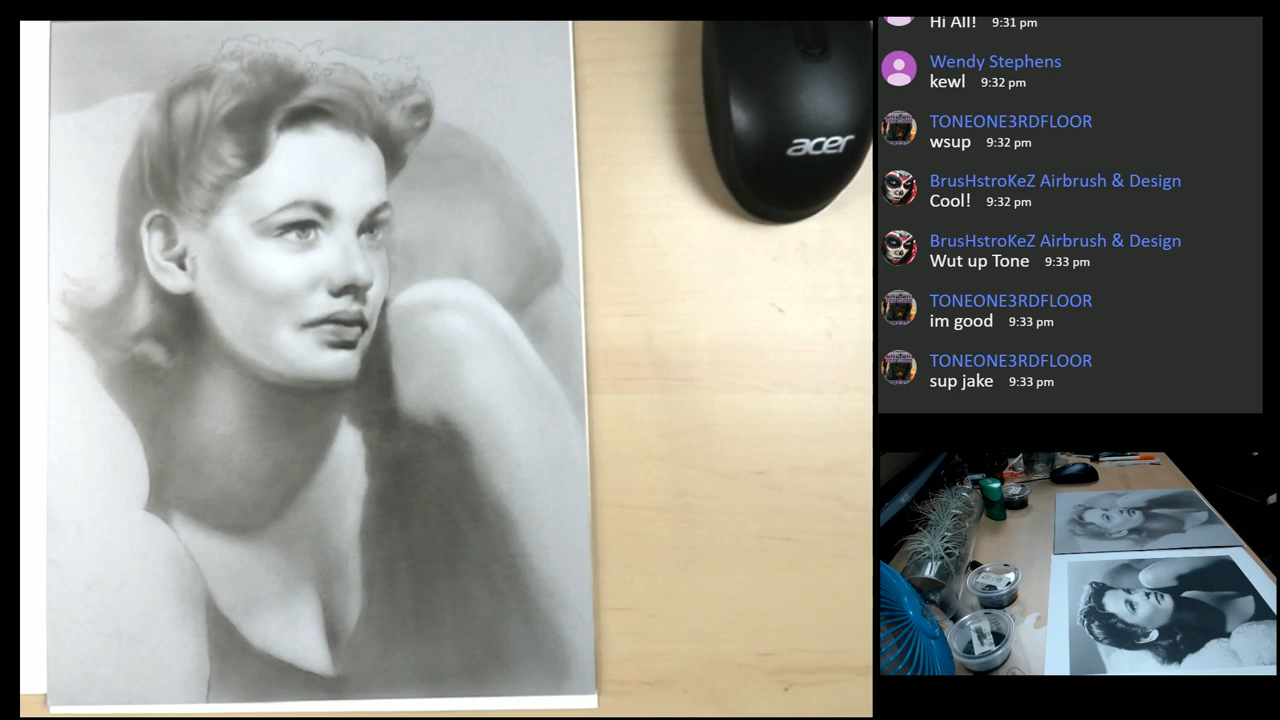 acer
Hi All! 9:31 pm
Wendy Stephens
kewl 9:32 pm
TONEONE3RDFLOOR
wsup 9:32 pm
BrusHstroKeZ Airbrush & Design
Cool! 9:32 pm
BrusHstroKeZ Airbrush & Design
Wut up Tone 9:33 pm
TONEONE3RDFLOOR
im good 9:33 pm
TONEONE3RDFLOOR
sup jake 9:33 pm